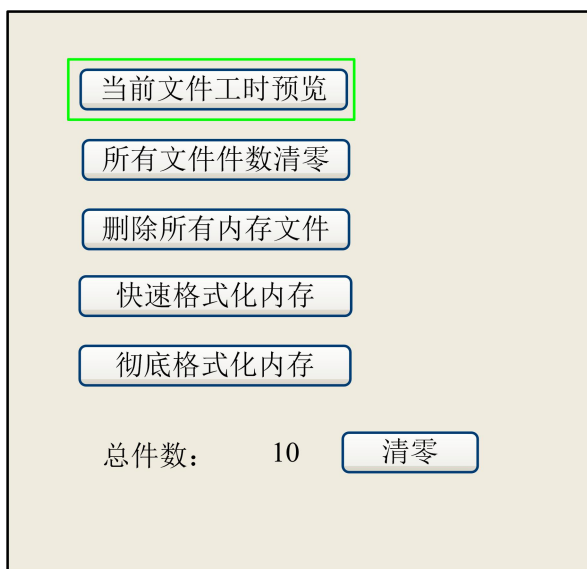 当前文件工时预览
所有文件件数清零
删除所有内存文件
快速格式化内存
彻底格式化内存
总件数： 10 清零